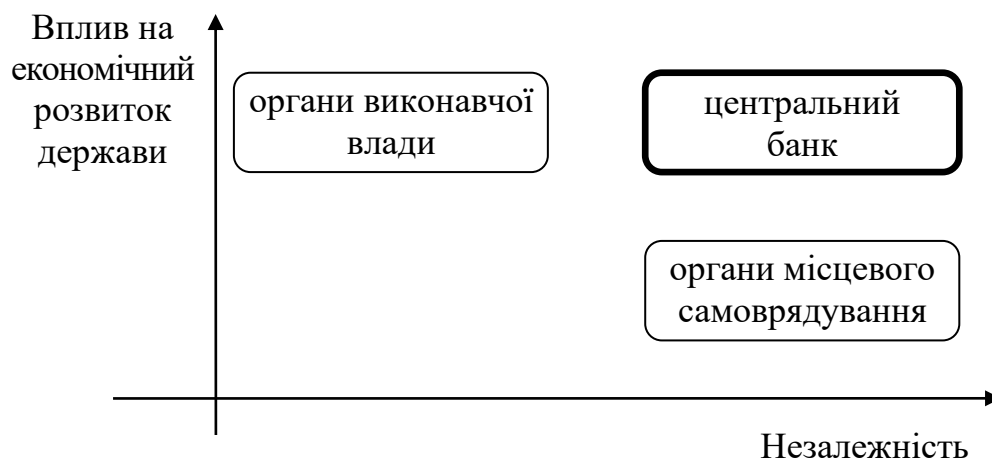 Вплив на
економічний
розвиток
держави
органи виконавчої
влади
центральний
банк
органи місцевого
самоврядування
Незалежність